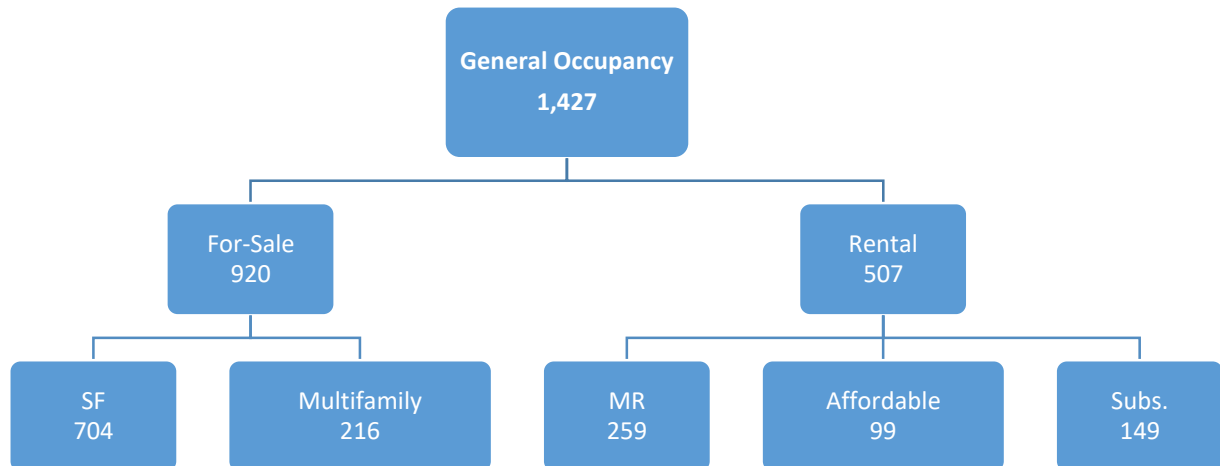 General Occupancy
1,427
For-Sale
920
Rental
507
SF
704
Multifamily
216
MR
259
Affordable
99
Subs.
149